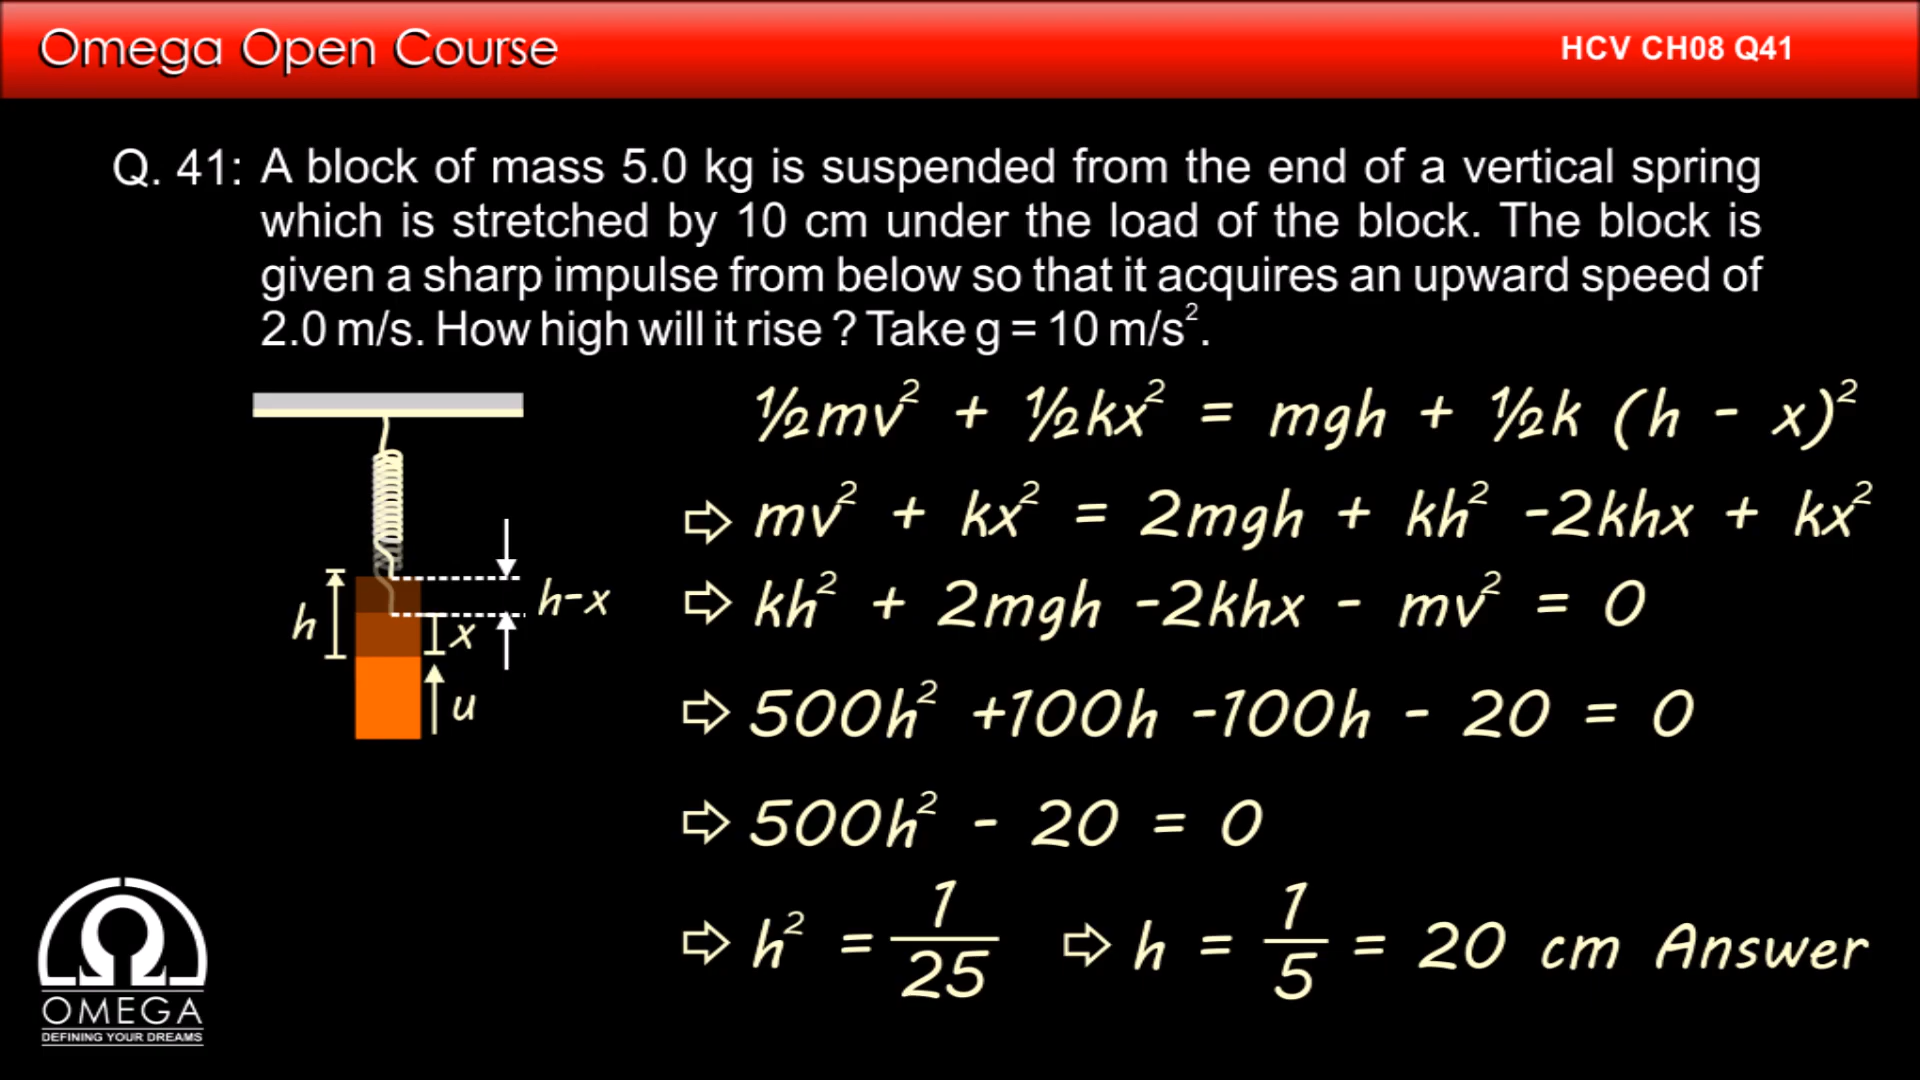 Omega Open Course
HCV CH08 Q41
Q. 41: A block of mass 5.0 kg is suspended from the end of a vertical spring
which is stretched by 10 cm under the load of the block. The block is
given a sharp impulse from below so that it acquires an upward speed of
2.0 m/s. How high will it rise ? Take g = 10 m/s².
½mv² + ½kx² = mgh + ½k (h - x)²
⇨ mv² + kx² = 2mgh + kh² -2khx + kx²
h-x
h
x
u
⇨ kh² + 2mgh -2khx - mv² = 0
⇨ 500h² +100h -100h - 20 = 0
⇨ 500h² - 20 = 0
⇨ h² = 1/25 ⇨ h = 1/5 = 20 cm Answer
OMEGA
DEFINING YOUR DREAMS